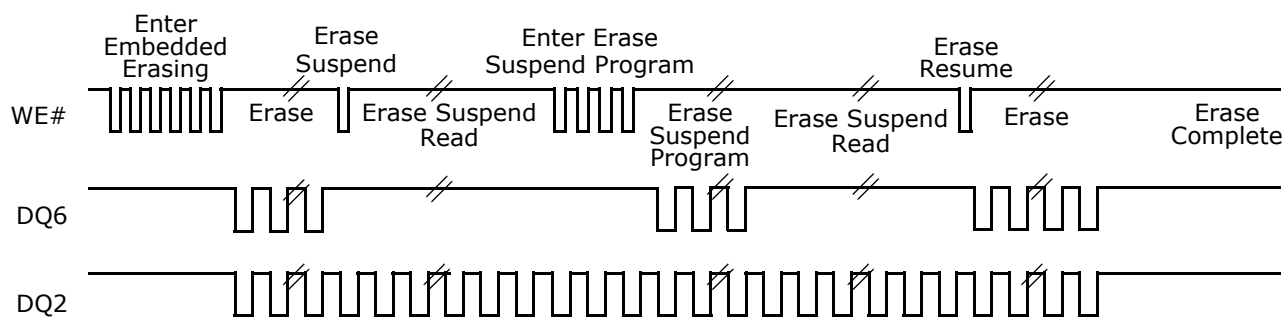 Enter
Embedded
Erasing
Erase
Suspend
Enter Erase
Suspend Program
Erase
Resume
WE#
Erase
Erase Suspend
Read
Erase
Suspend
Program
Erase Suspend
Read
Erase
Erase
Complete
DQ6
DQ2